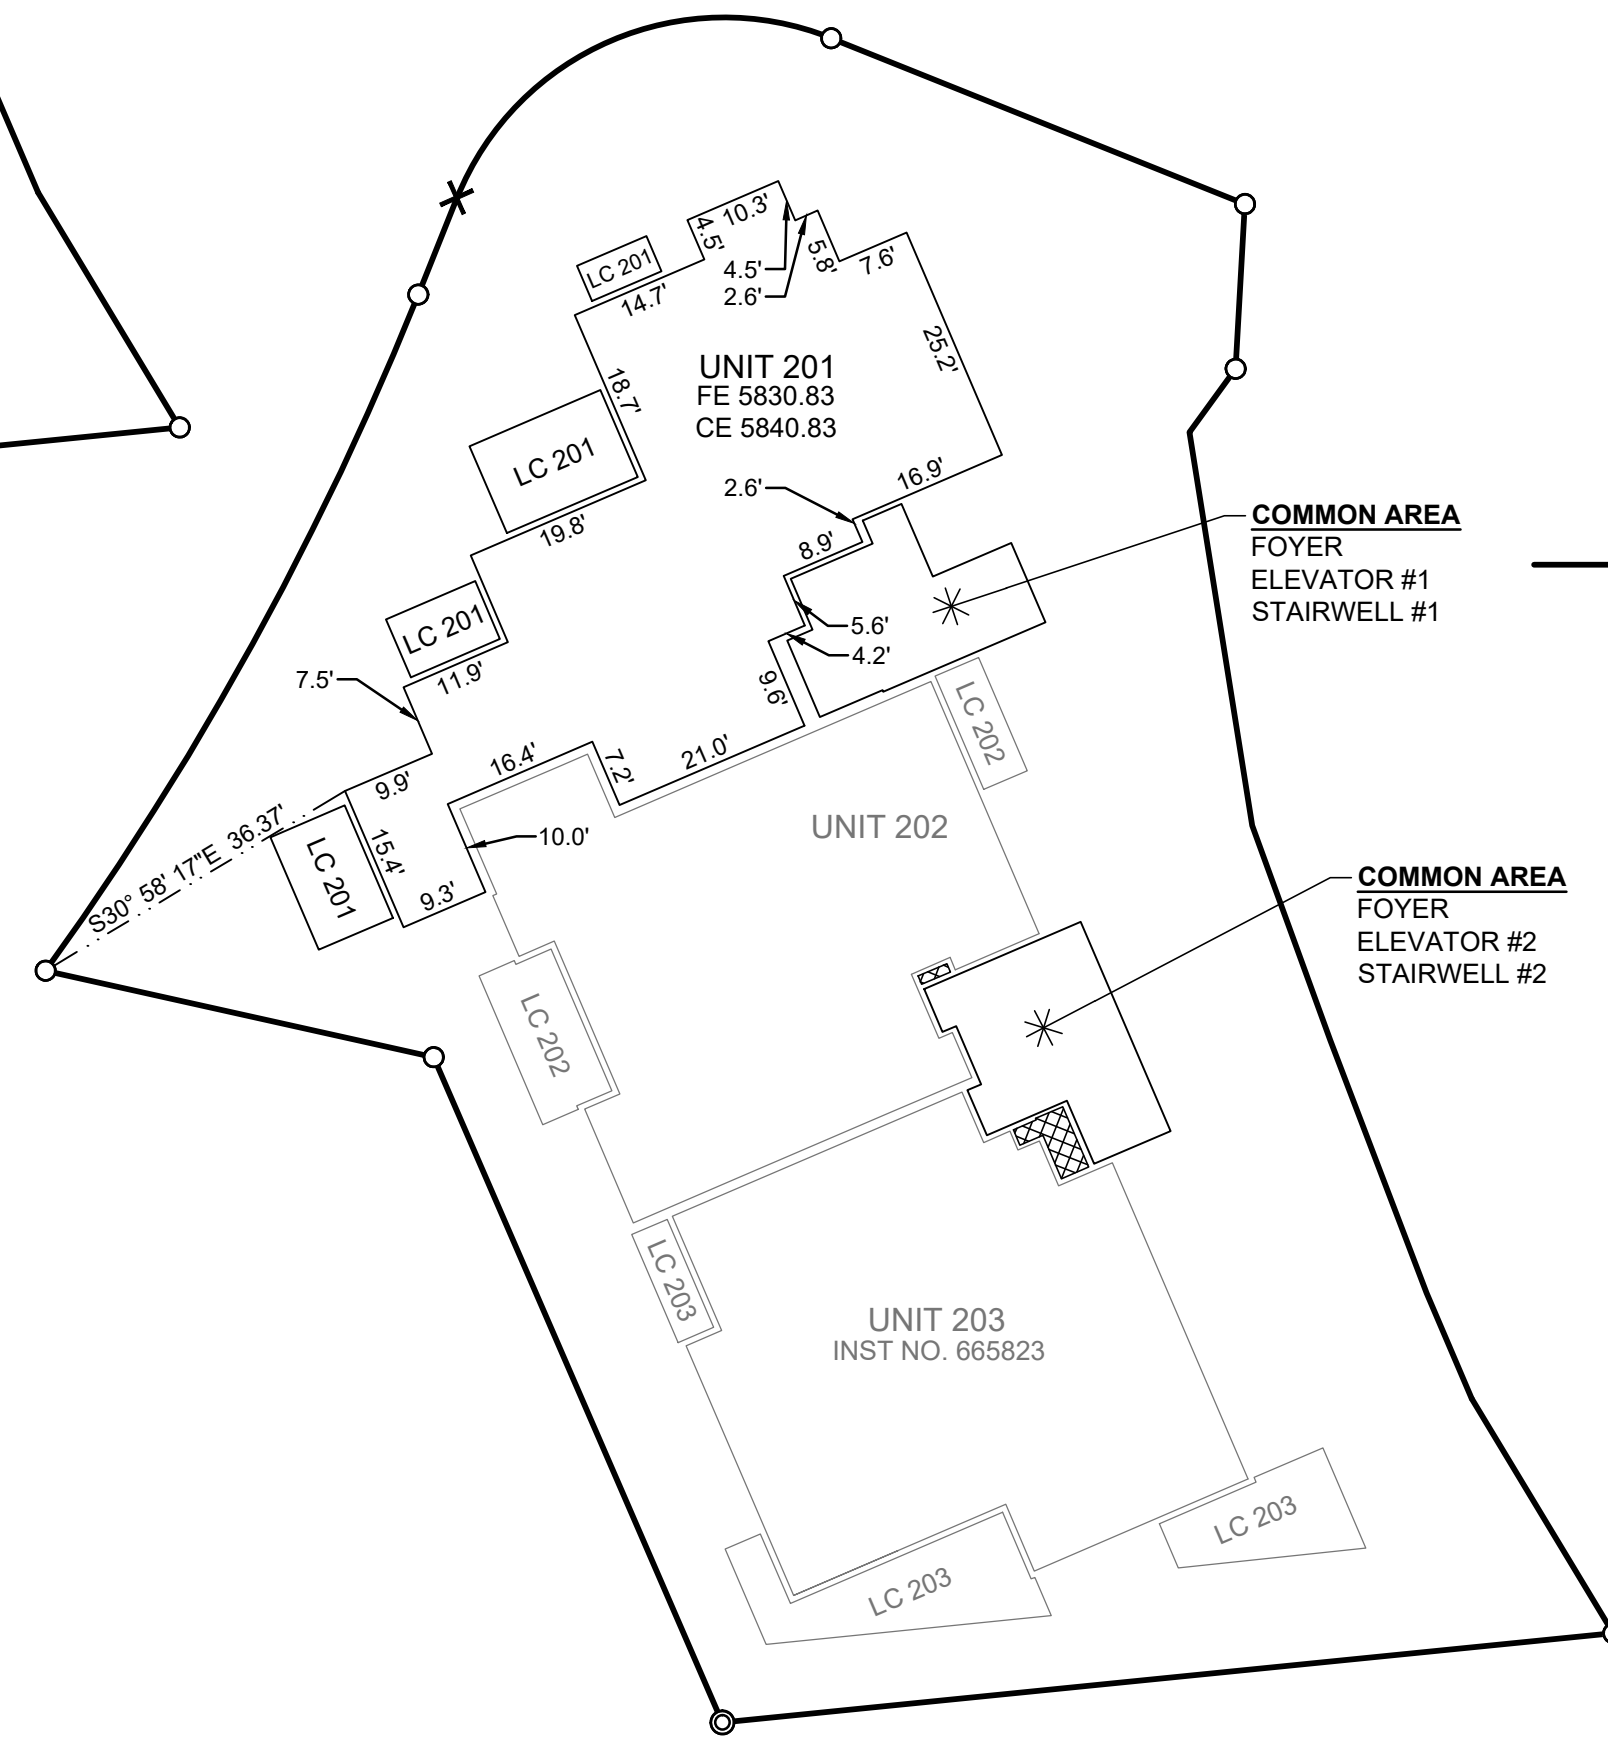 10.3'
4.5'
LC 201
14.7'
4.5'
2.6'
5.8'
7.6'
25.2'
UNIT 201
FE 5830.83
CE 5840.83
18.7'
LC 201
19.8'
2.6'
16.9'
8.9'
COMMON AREA
FOYER
ELEVATOR #1
STAIRWELL #1
LC 201
11.9'
7.5'
5.6'
4.2'
9.6'
LC 202
16.4'
7.2'
21.0'
9.9'
S30° 58' 17"E 36.37'
LC 201
15.4'
9.3'
10.0'
UNIT 202
COMMON AREA
FOYER
ELEVATOR #2
STAIRWELL #2
LC 202
LC 203
UNIT 203
INST NO. 665823
LC 203
LC 203